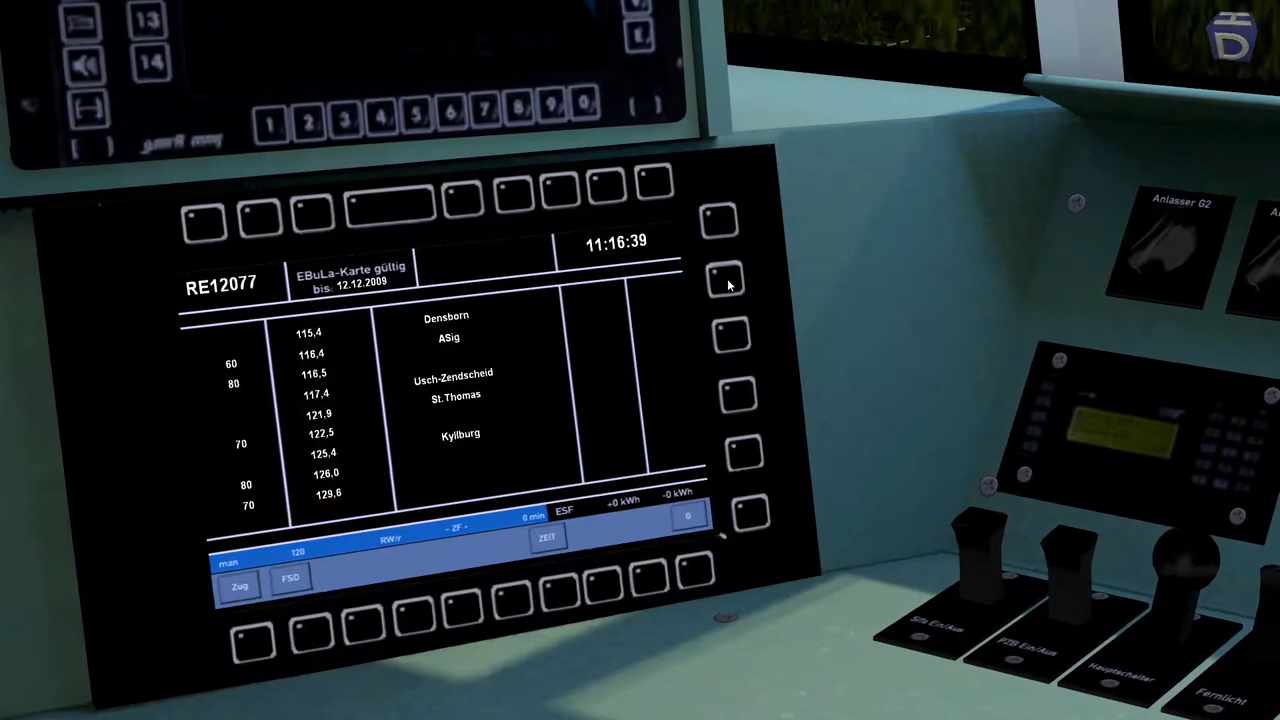 13
14
1 2 3 4 5 6 7 8 9 0
H
D
RE12077
EBuLa-Karte gültig
bis: 12.12.2009
11:16:39
115,4 Densborn
60 116,4 ASig
80 116,5
117,4 Usch-Zendscheid
121,9 St.Thomas
70 122,5
125,4 Kyllburg
80 126,0
70 129,6
man 120 RW/r - ZF - 0 min ESF +0 kWh -0 kWh
Zug FSD ZEIT G
Anlasser G2
Sifa Ein/Aus
PZB Ein/Aus
Hauptschalter
Fernlicht